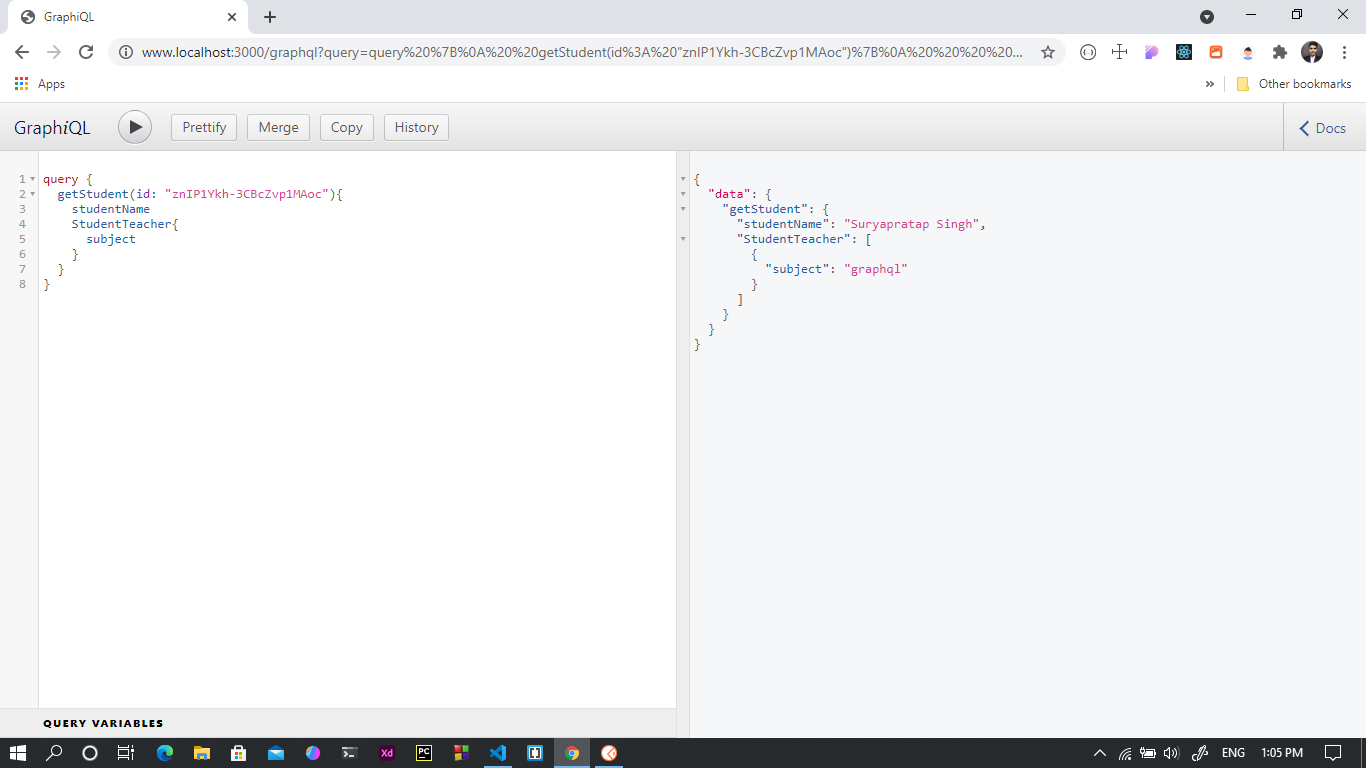 GraphiQL
www.localhost:3000/graphql?query=query%20%7B%0A%20%20getStudent(id%3A%20"znIP1Ykh-3CBcZvp1MAoc")%7B%0A%20%20%20%20...
Apps
»
Other bookmarks
GraphiQL
Prettify
Merge
Copy
History
Docs
1 query {
2 getStudent(id: "znIP1Ykh-3CBcZvp1MAoc"){
3 studentName
4 StudentTeacher{
5 subject
6 }
7 }
8 }
{
"data": {
"getStudent": {
"studentName": "Suryapratap Singh",
"StudentTeacher": [
{
"subject": "graphql"
}
]
}
}
}
QUERY VARIABLES
Xd
PC
ENG
1:05 PM